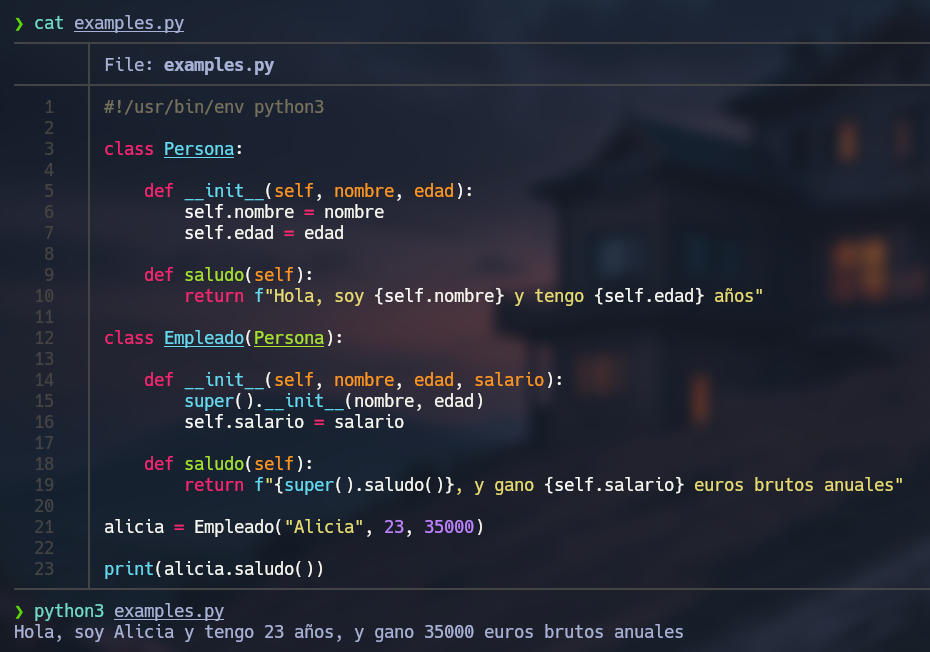 ❯ cat examples.py
File: examples.py
1 #!/usr/bin/env python3
2
3 class Persona:
4
5     def __init__(self, nombre, edad):
6         self.nombre = nombre
7         self.edad = edad
8
9     def saludo(self):
10         return f"Hola, soy {self.nombre} y tengo {self.edad} años"
11
12 class Empleado(Persona):
13
14     def __init__(self, nombre, edad, salario):
15         super().__init__(nombre, edad)
16         self.salario = salario
17
18     def saludo(self):
19         return f"{super().saludo()}, y gano {self.salario} euros brutos anuales"
20
21 alicia = Empleado("Alicia", 23, 35000)
22
23 print(alicia.saludo())
❯ python3 examples.py
Hola, soy Alicia y tengo 23 años, y gano 35000 euros brutos anuales